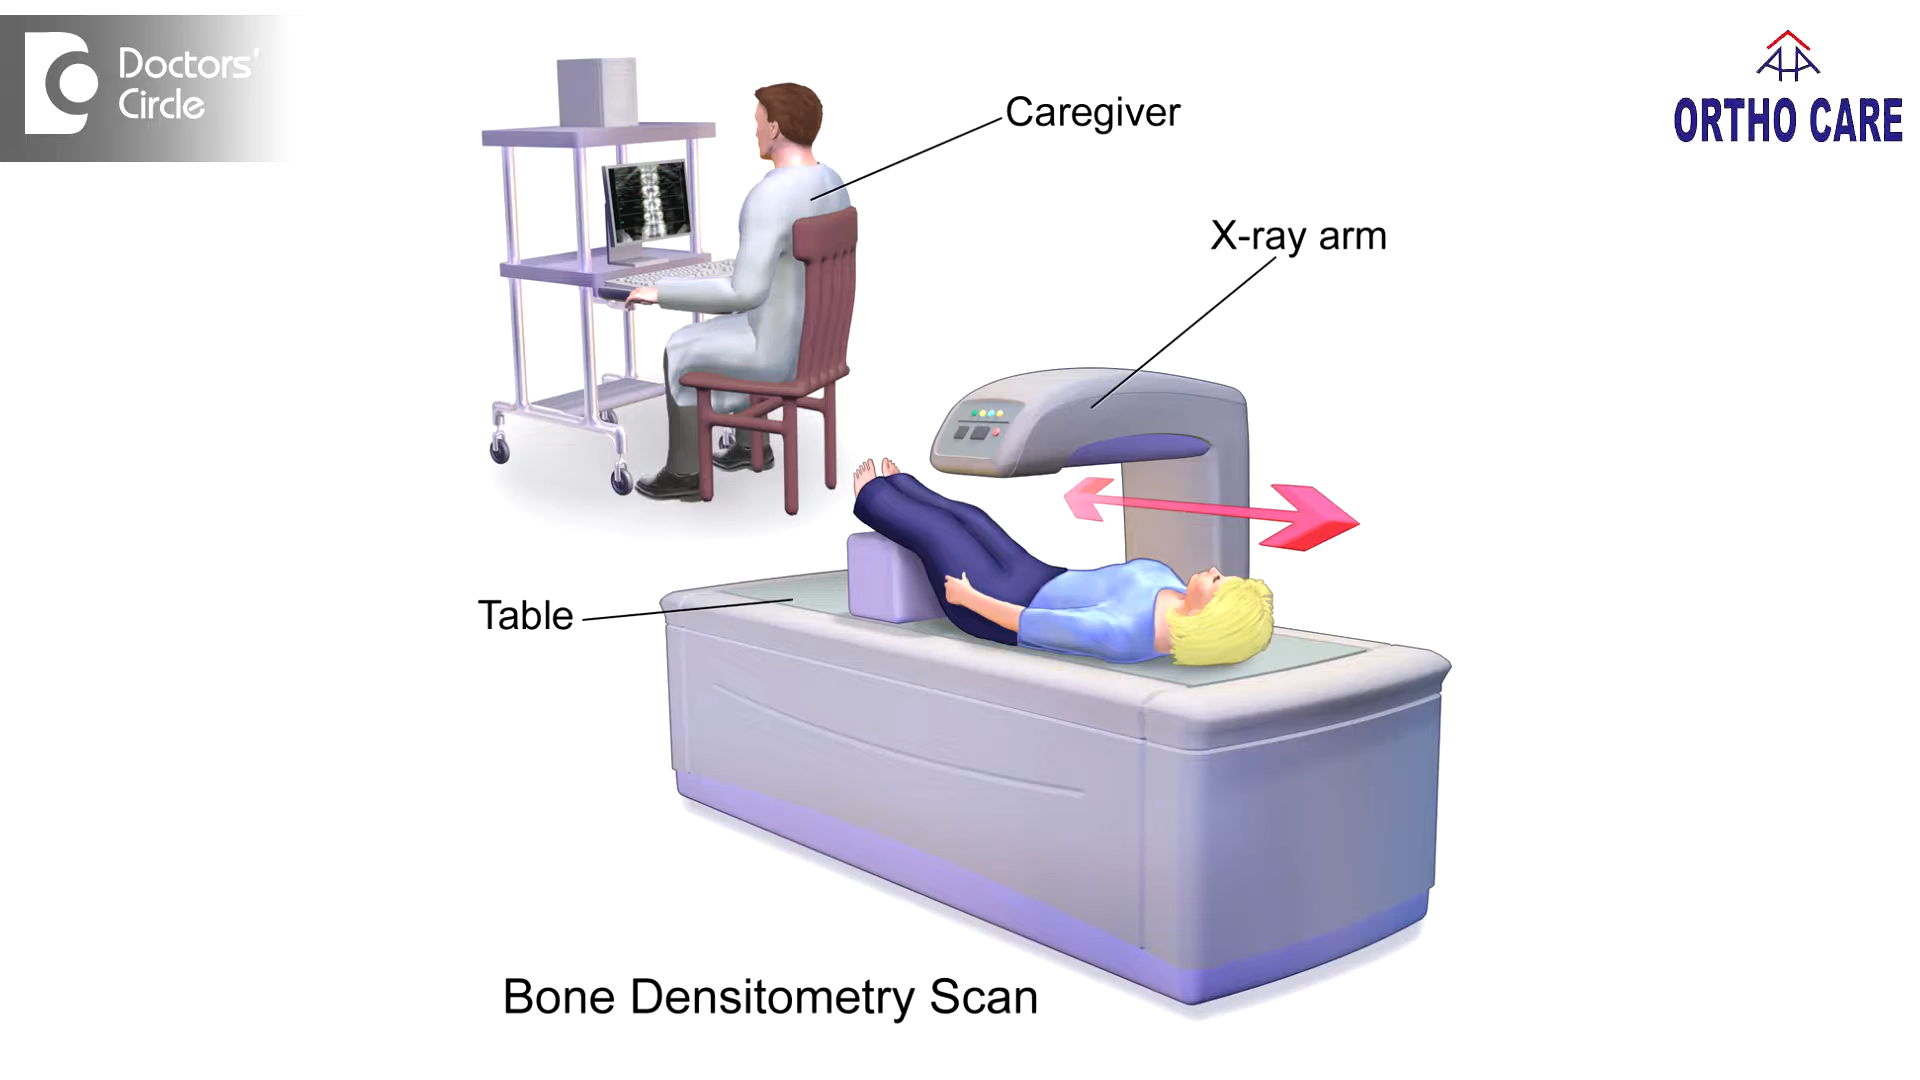 Doctors'
Circle
ORTHO CARE
Caregiver
X-ray arm
Table
Bone Densitometry Scan